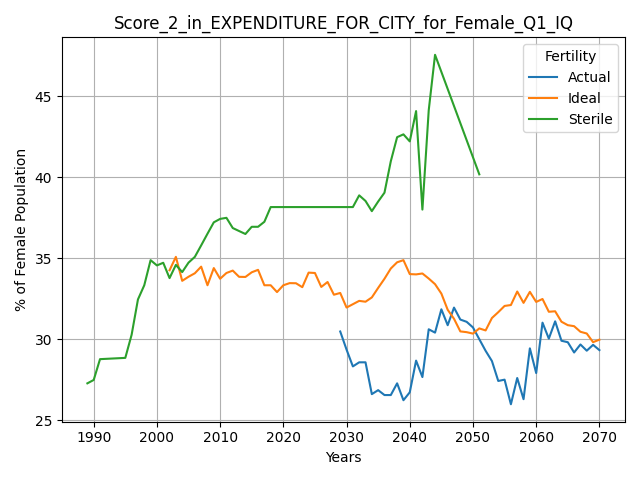 Score_2_in_EXPENDITURE_FOR_CITY_for_Female_Q1_IQ
Fertility
Actual
Ideal
Sterile
% of Female Population
45
40
35
30
25
1990 2000 2010 2020 2030 2040 2050 2060 2070
Years